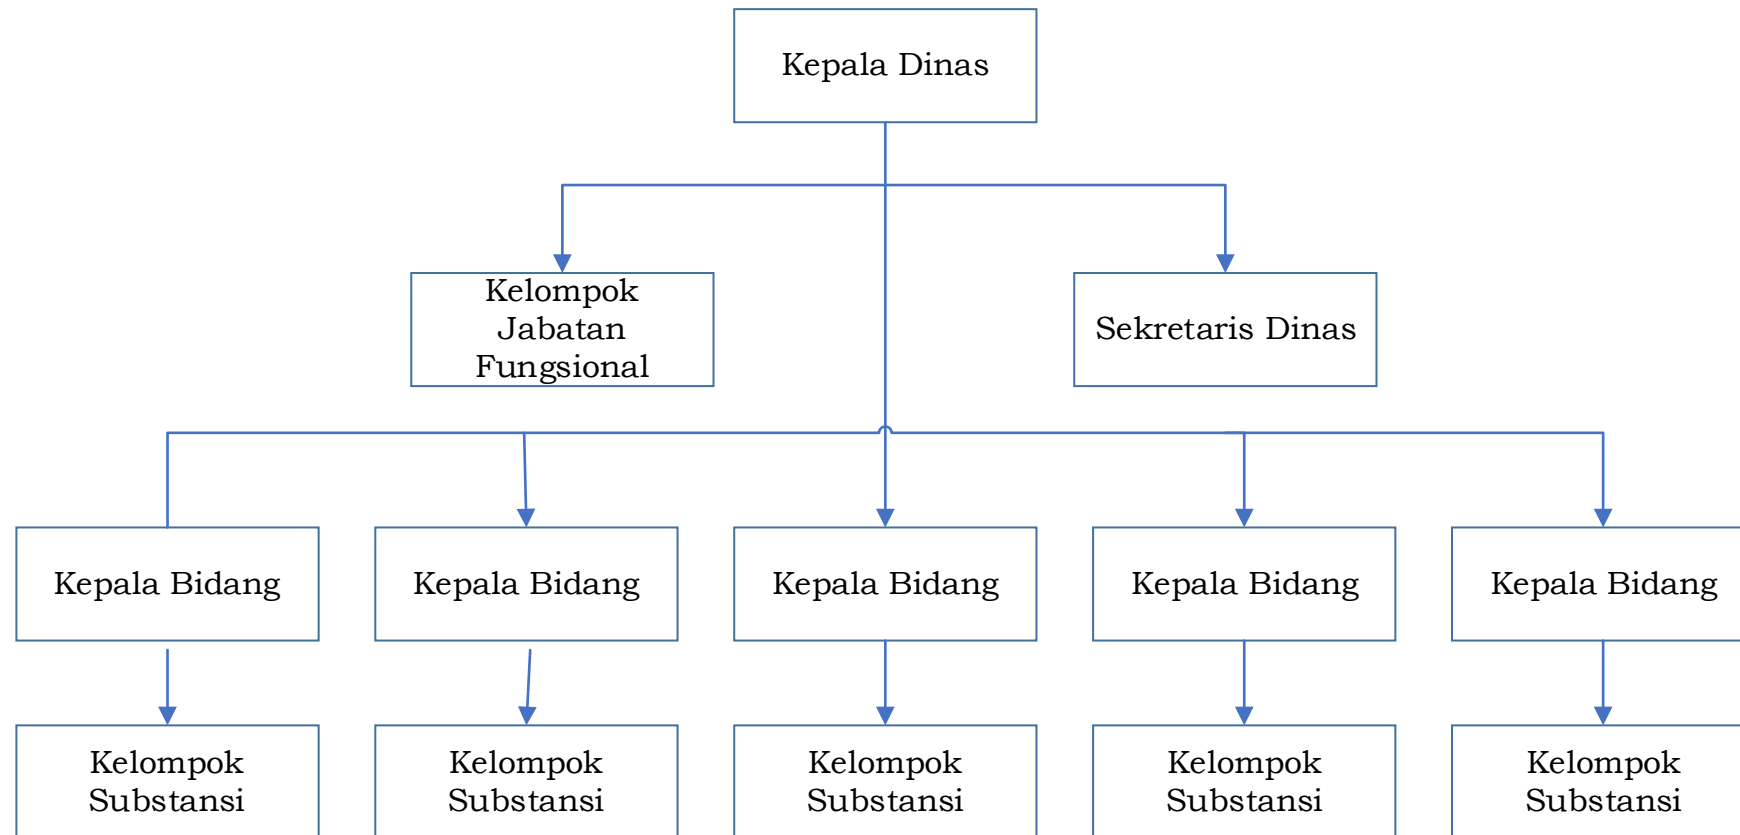 Kepala Dinas
Kelompok
Jabatan
Fungsional
Sekretaris Dinas
Kepala Bidang
Kepala Bidang
Kepala Bidang
Kepala Bidang
Kepala Bidang
Kelompok
Substansi
Kelompok
Substansi
Kelompok
Substansi
Kelompok
Substansi
Kelompok
Substansi